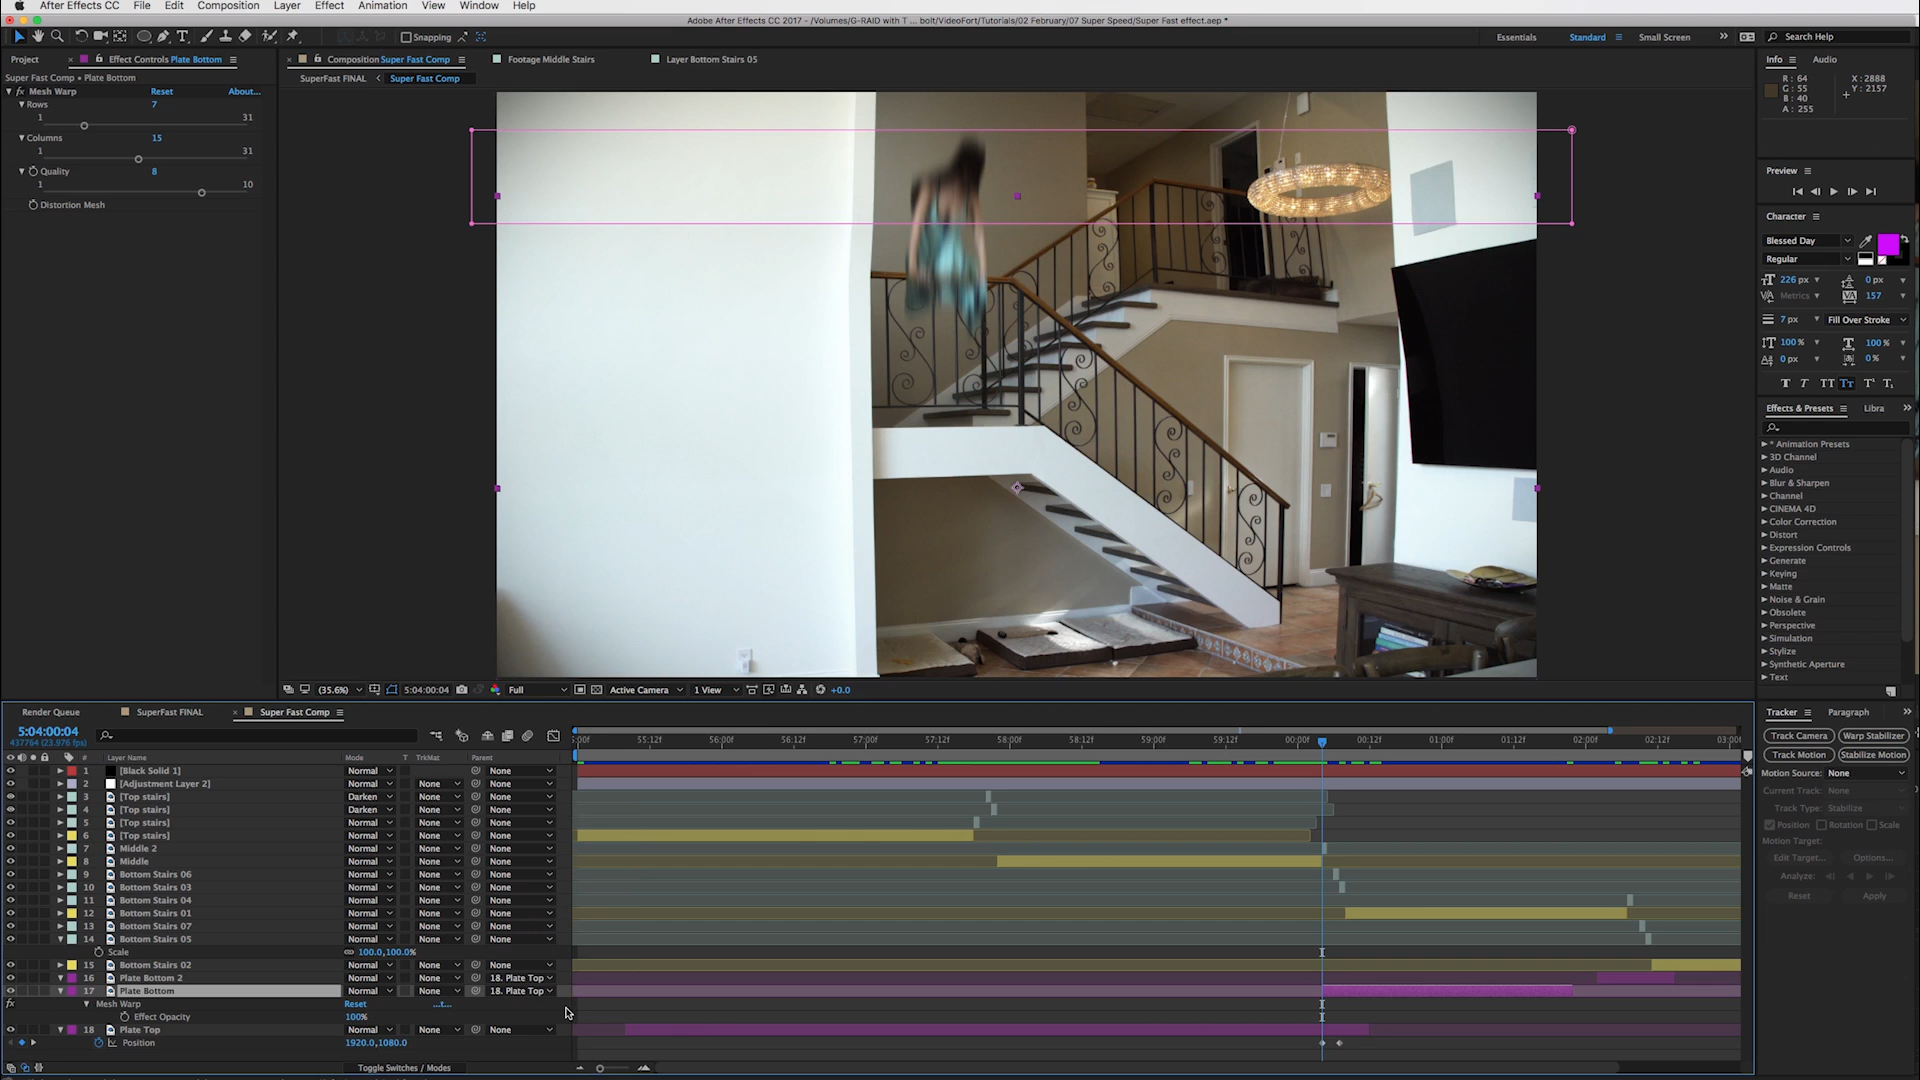 After Effects CC File Edit Composition Layer Effect Animation View Window Help
Adobe After Effects CC 2017 - /Volumes/G-RAID with T ... bolt/VideoFort/Tutorials/02 February/07 Super Speed/Super Fast effect.aep *
Snapping Essentials Standard Small Screen Search Help
Project Effect Controls Plate Bottom Composition Super Fast Comp Footage Middle Stairs Layer Bottom Stairs 05 Info Audio
Super Fast Comp • Plate Bottom SuperFast FINAL Super Fast Comp
R : 64 X : 2888
G : 55 Y : 2157
B : 40
A : 255
fx Mesh Warp Reset About...
Rows 7
1 31
Columns 15
1 31
Quality 8
1 10
Distortion Mesh
Preview
Character
Blessed Day
Regular
226 px 0 px
Metrics 157
7 px Fill Over Stroke
100 % 100 %
0 px 0 %
T T TT Tt T¹ T₁
Effects & Presets Libra
* Animation Presets
3D Channel
Audio
Blur & Sharpen
Channel
CINEMA 4D
Color Correction
Distort
Expression Controls
Generate
Keying
Matte
Noise & Grain
Obsolete
Perspective
Simulation
Stylize
Synthetic Aperture
Text
(35.6%) 5:04:00:04 Full Active Camera 1 View +0.0
Render Queue SuperFast FINAL Super Fast Comp
5:04:00:04
437764 (23.976 fps)
:00f 55:12f 56:00f 56:12f 57:00f 57:12f 58:00f 58:12f 59:00f 59:12f 00:00f 00:12f 01:00f 01:12f 02:00f 02:12f 03:00f
# Layer Name Mode T TrkMat Parent
1 [Black Solid 1] Normal None
2 [Adjustment Layer 2] Normal None None
3 [Top stairs] Darken None None
4 [Top stairs] Darken None None
5 [Top stairs] Normal None None
6 [Top stairs] Normal None None
7 Middle 2 Normal None None
8 Middle Normal None None
9 Bottom Stairs 06 Normal None None
10 Bottom Stairs 03 Normal None None
11 Bottom Stairs 04 Normal None None
12 Bottom Stairs 01 Normal None None
13 Bottom Stairs 07 Normal None None
14 Bottom Stairs 05 Normal None None
Scale 100.0,100.0%
15 Bottom Stairs 02 Normal None None
16 Plate Bottom 2 Normal None 18. Plate Top
17 Plate Bottom Normal None 18. Plate Top
fx Mesh Warp Reset ...t...
Effect Opacity 100%
18 Plate Top Normal None None
Position 1920.0,1080.0
Toggle Switches / Modes
Tracker Paragraph
Track Camera Warp Stabilizer
Track Motion Stabilize Motion
Motion Source: None
Current Track: None
Track Type: Stabilize
Position Rotation Scale
Motion Target:
Edit Target... Options...
Analyze:
Reset Apply